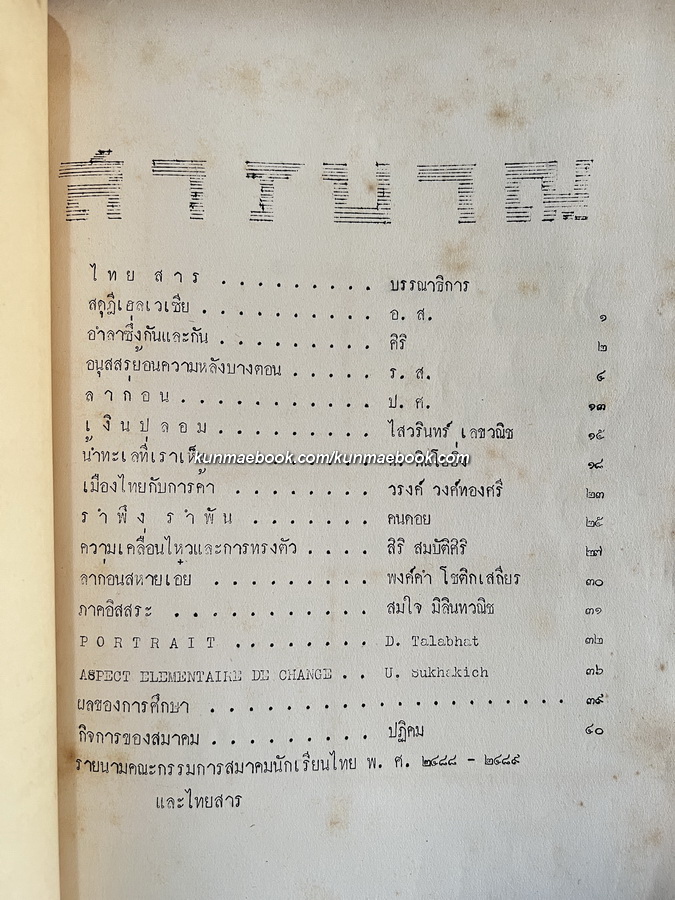 สารบาญ
ไ ท ย ส า ร . . . . . . . . . บรรณาธิการ
สดุฎีเฮลเวเซีย . . . . . . . . . . อ. ส. ๑
อำลาซึ่งกันและกัน . . . . . . . . . ศิริ ๒
อนุสสรย้อนความหลังบางตอน . . . . . ร. ส. ๔
ล า ก่ อ น . . . . . . . . . . . ป. ศ. ๑๓
เ งิ น ป ล อ ม . . . . . . . . . ไสวรินทร์ เลขวณิช ๑๕
น้ำทะเลที่เราเห็น ๑๘
kunmaebook.com/kunmaebook.com
เมืองไทยกับการค้า . . . . . . . . วรงค์ วงค์ทองศรี ๒๓
ร ำ พึ ง ร ำ พั น . . . . . . . คนคอย ๒๕
ความเคลื่อนไหวและการทรงตัว . . . . สิริ สมบัติศิริ ๒๗
ลาก่อนสหายเอ๋ย . . . . . . . . . พงค์คำ โชติกเสถียร ๓๐
ภาคอิสสระ . . . . . . . . . . . สมใจ มิลินทวณิช ๓๑
P O R T R A I T . . . . . . . . D. Talabhat ๓๒
ASPECT ELEMENTAIRE DE CHANGE . . U. Sukhakich ๓๖
ผลของการศึกษา . . . . . . . . . . . . . . . . . . . . ๓๙
กิจการของสมาคม . . . . . . . . . ปฏิคม ๔๐
รายนามคณะกรรมการสมาคมนักเรียนไทย พ. ศ. ๒๔๘๘ - ๒๔๘๙
และไทยสาร